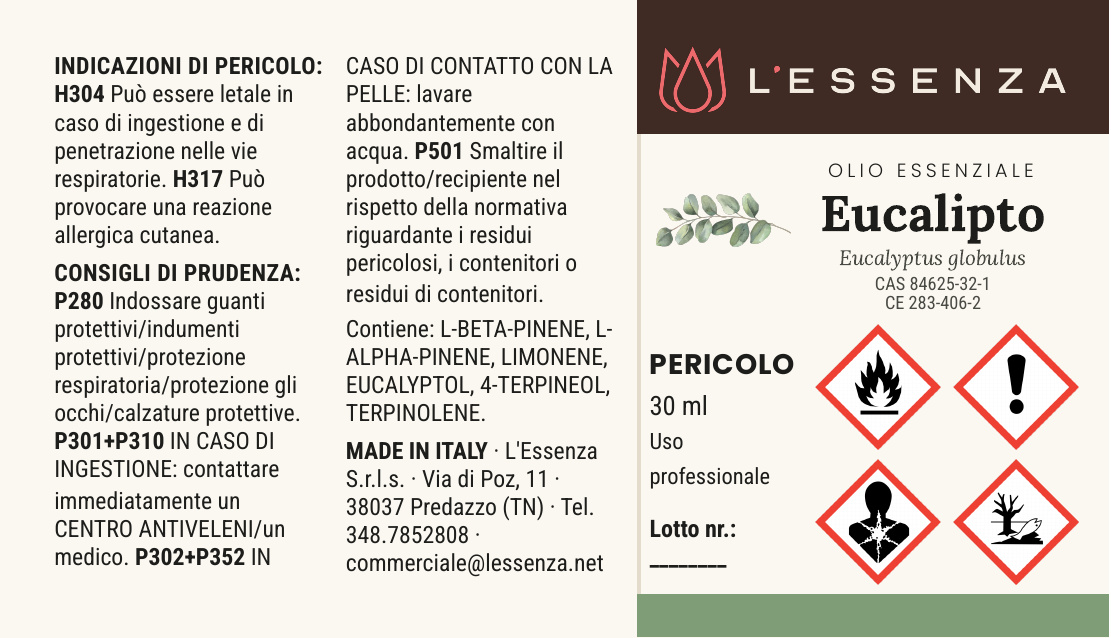 INDICAZIONI DI PERICOLO:
H304 Può essere letale in
caso di ingestione e di
penetrazione nelle vie
respiratorie. H317 Può
provocare una reazione
allergica cutanea.
CONSIGLI DI PRUDENZA:
P280 Indossare guanti
protettivi/indumenti
protettivi/protezione
respiratoria/protezione gli
occhi/calzature protettive.
P301+P310 IN CASO DI
INGESTIONE: contattare
immediatamente un
CENTRO ANTIVELENI/un
medico. P302+P352 IN
CASO DI CONTATTO CON LA
PELLE: lavare
abbondantemente con
acqua. P501 Smaltire il
prodotto/recipiente nel
rispetto della normativa
riguardante i residui
pericolosi, i contenitori o
residui di contenitori.
Contiene: L-BETA-PINENE, L-
ALPHA-PINENE, LIMONENE,
EUCALYPTOL, 4-TERPINEOL,
TERPINOLENE.
MADE IN ITALY · L'Essenza
S.r.l.s. · Via di Poz, 11 ·
38037 Predazzo (TN) · Tel.
348.7852808 ·
commerciale@lessenza.net
L'ESSENZA
OLIO ESSENZIALE
Eucalipto
Eucalyptus globulus
CAS 84625-32-1
CE 283-406-2
PERICOLO
30 ml
Uso
professionale
Lotto nr.:
________